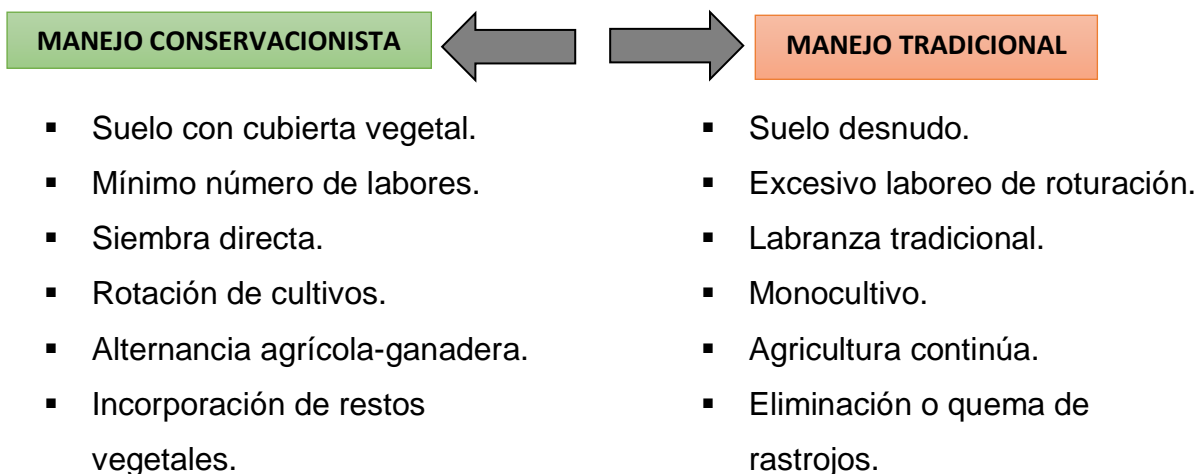 MANEJO CONSERVACIONISTA
▪ Suelo con cubierta vegetal.
▪ Mínimo número de labores.
▪ Siembra directa.
▪ Rotación de cultivos.
▪ Alternancia agrícola-ganadera.
▪ Incorporación de restos
vegetales.
MANEJO TRADICIONAL
▪ Suelo desnudo.
▪ Excesivo laboreo de roturación.
▪ Labranza tradicional.
▪ Monocultivo.
▪ Agricultura continúa.
▪ Eliminación o quema de
rastrojos.